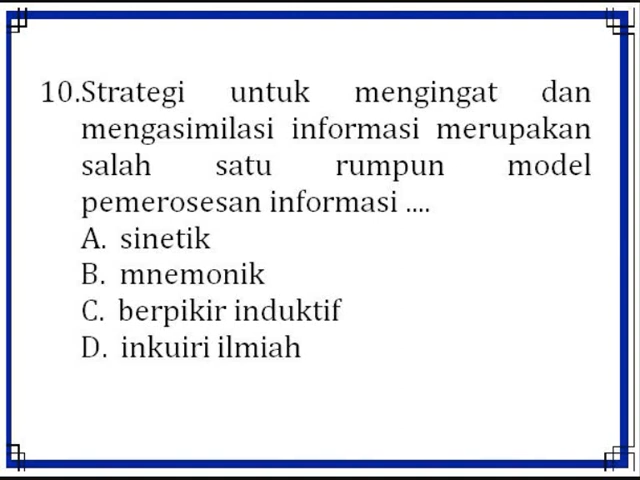 10.Strategi untuk mengingat dan
mengasimilasi informasi merupakan
salah satu rumpun model
pemerosesan informasi ....
A. sinetik
B. mnemonik
C. berpikir induktif
D. inkuiri ilmiah